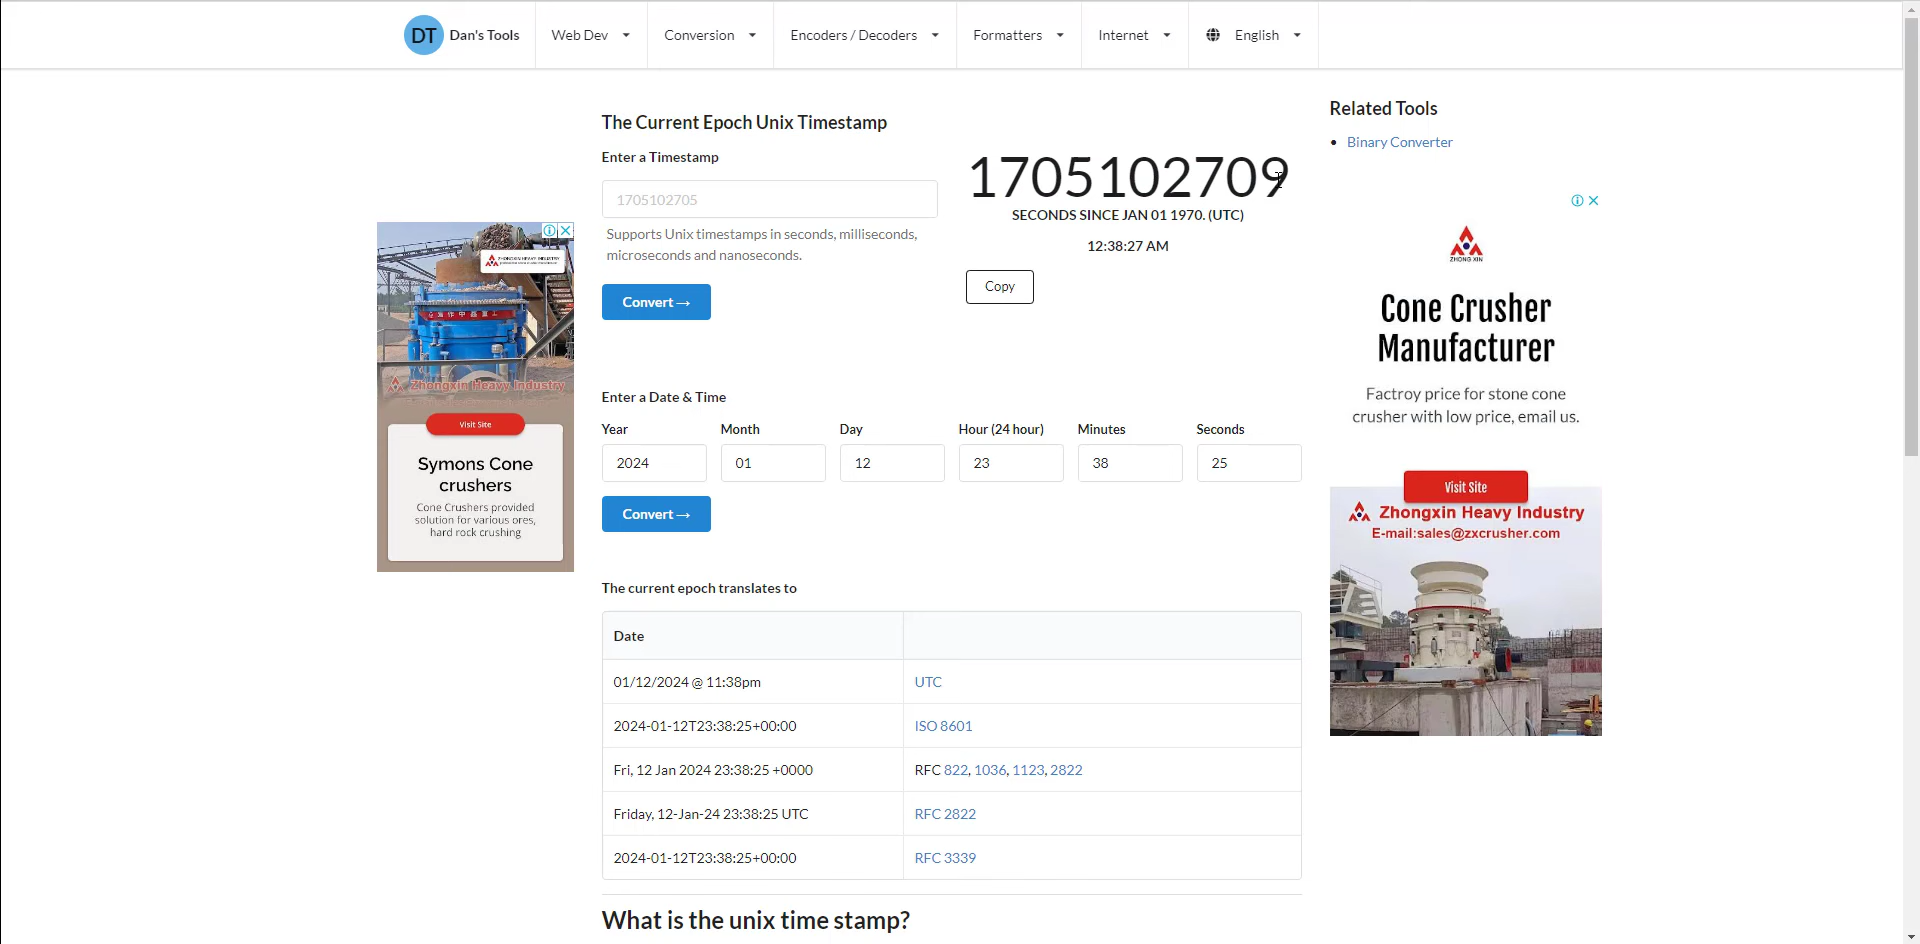 DT Dan's Tools Web Dev Conversion Encoders / Decoders Formatters Internet English
The Current Epoch Unix Timestamp
Enter a Timestamp
1705102705
Supports Unix timestamps in seconds, milliseconds,
microseconds and nanoseconds.
Convert→
1705102709
SECONDS SINCE JAN 01 1970. (UTC)
12:38:27 AM
Copy
Enter a Date & Time
Year Month Day Hour (24 hour) Minutes Seconds
2024 01 12 23 38 25
Convert→
The current epoch translates to
Date
01/12/2024 @ 11:38pm UTC
2024-01-12T23:38:25+00:00 ISO 8601
Fri, 12 Jan 2024 23:38:25 +0000 RFC 822, 1036, 1123, 2822
Friday, 12-Jan-24 23:38:25 UTC RFC 2822
2024-01-12T23:38:25+00:00 RFC 3339
What is the unix time stamp?
Related Tools
• Binary Converter
ZHONG XIN
Cone Crusher
Manufacturer
Factroy price for stone cone
crusher with low price, email us.
Visit Site
Zhongxin Heavy Industry
E-mail:sales@zxcrusher.com
ZHONGXIN HEAVY INDUSTRY
Zhongxin Heavy Industry
Visit Site
Symons Cone
crushers
Cone Crushers provided
solution for various ores,
hard rock crushing